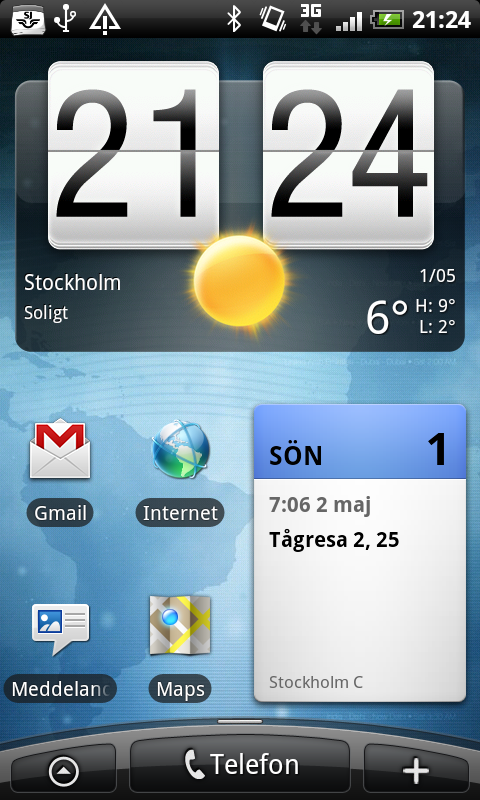 SJ
3G
21:24
21 24
Stockholm
Soligt
1/05
6°
H: 9°
L: 2°
Gmail
Internet
SÖN 1
7:06 2 maj
Tågresa 2, 25
Stockholm C
Meddelanc
Maps
Telefon